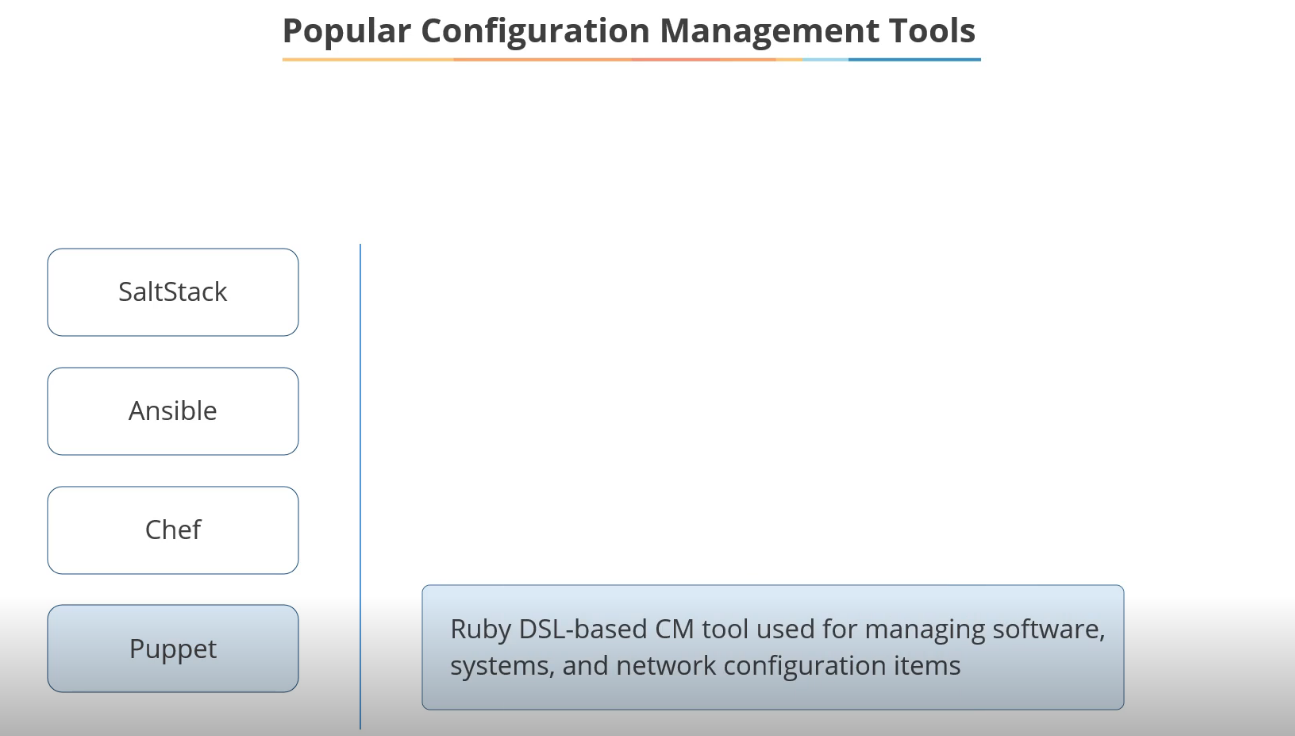 Popular Configuration Management Tools
SaltStack
Ansible
Chef
Puppet
Ruby DSL-based CM tool used for managing software,
systems, and network configuration items